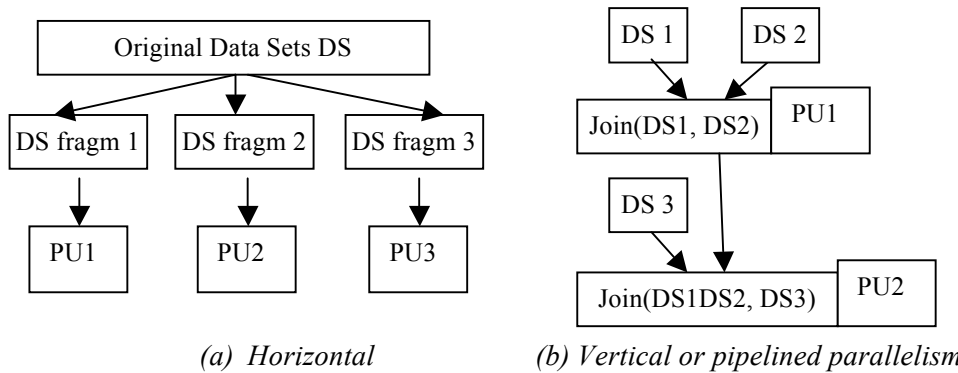 Original Data Sets DS
DS fragm 1
DS fragm 2
DS fragm 3
PU1
PU2
PU3
(a) Horizontal
DS 1
DS 2
Join(DS1, DS2)
PU1
DS 3
Join(DS1DS2, DS3)
PU2
(b) Vertical or pipelined parallelism